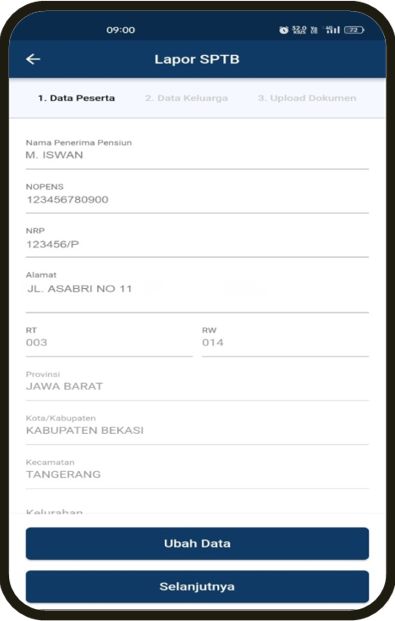 09:00
72
Lapor SPTB
1. Data Peserta 2. Data Keluarga 3. Upload Dokumen
Nama Penerima Pensiun
M. ISWAN
NOPENS
123456780900
NRP
123456/P
Alamat
JL. ASABRI NO 11
RT RW
003 014
Provinsi
JAWA BARAT
Kota/Kabupaten
KABUPATEN BEKASI
Kecamatan
TANGERANG
Kelurahan
Ubah Data
Selanjutnya